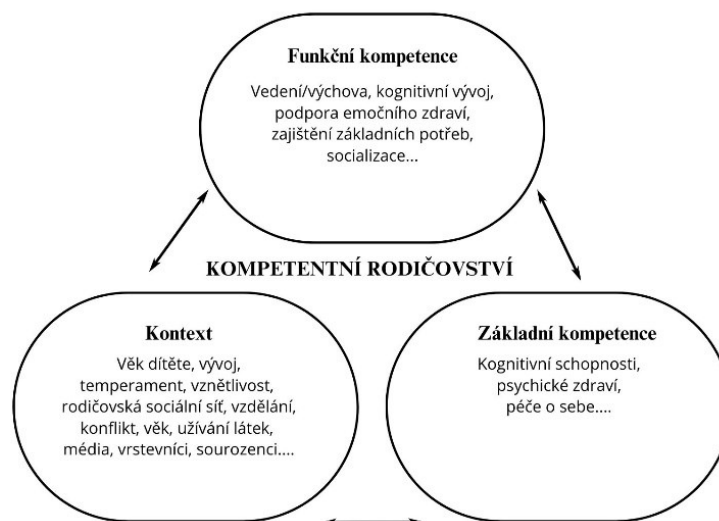 Funkční kompetence
Vedení/výchova, kognitivní vývoj,
podpora emočního zdraví,
zajištění základních potřeb,
socializace...
KOMPETENTNÍ RODIČOVSTVÍ
Kontext
Věk dítěte, vývoj,
temperament, vznětlivost,
rodičovská sociální síť, vzdělání,
konflikt, věk, užívání látek,
média, vrstevníci, sourozenci....
Základní kompetence
Kognitivní schopnosti,
psychické zdraví,
péče o sebe....